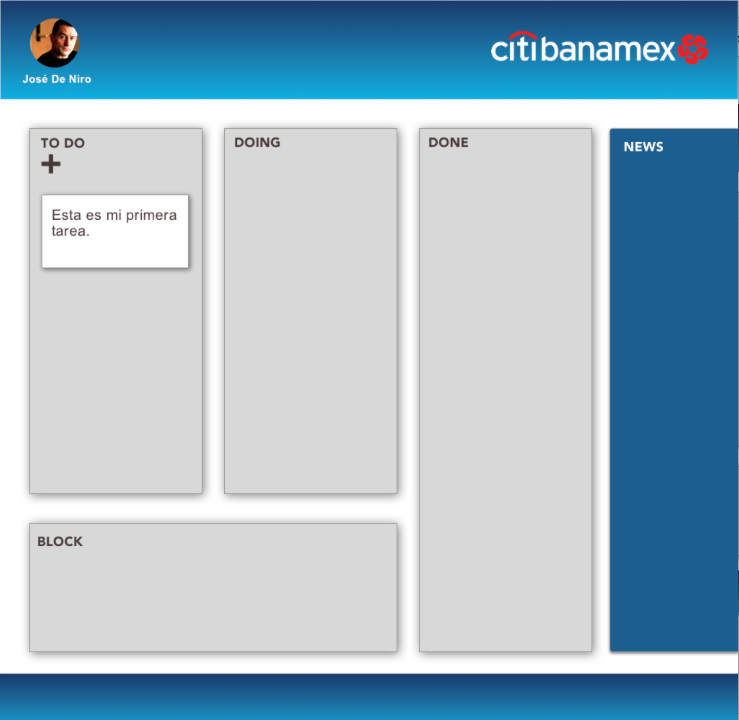 José De Niro
citibanamex
TO DO
+
Esta es mi primera
tarea.
DOING
DONE
NEWS
BLOCK